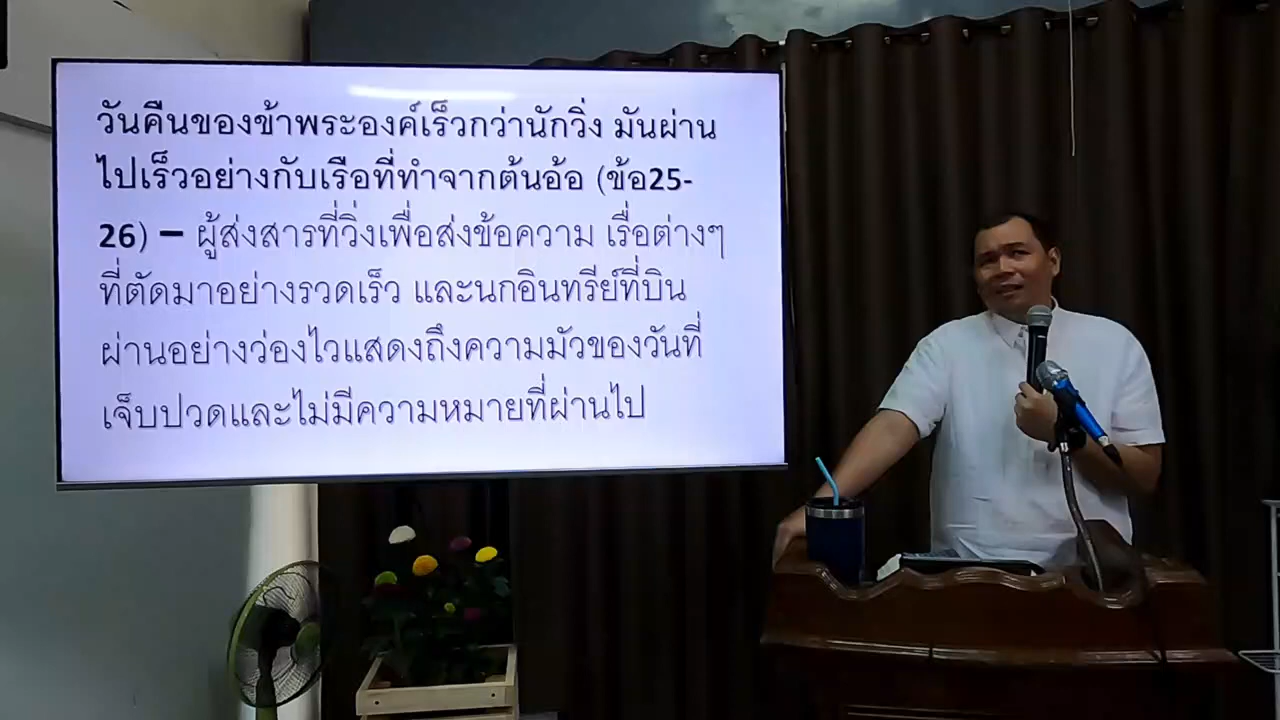 วันคืนของข้าพระองค์เร็วกว่านักวิ่ง มันผ่าน
ไปเร็วอย่างกับเรือที่ทำจากต้นอ้อ (ข้อ25-
26) – ผู้ส่งสารที่วิ่งเพื่อส่งข้อความ เรื่อต่างๆ
ที่ตัดมาอย่างรวดเร็ว และนกอินทรีย์ที่บิน
ผ่านอย่างว่องไวแสดงถึงความมัวของวันที่
เจ็บปวดและไม่มีความหมายที่ผ่านไป